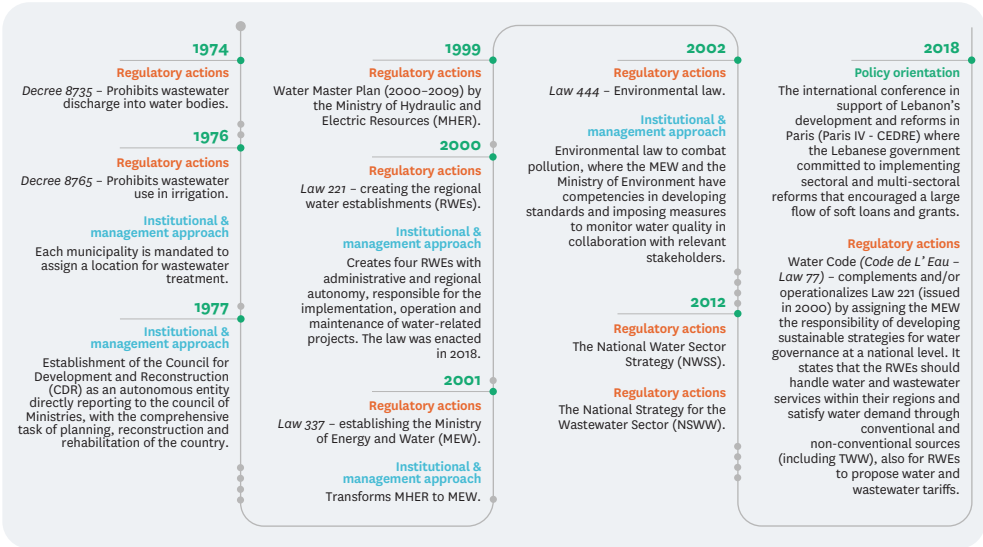 1974
Regulatory actions
Decree 8735 – Prohibits wastewater
discharge into water bodies.
1976
Regulatory actions
Decree 8765 – Prohibits wastewater
use in irrigation.
Institutional &
management approach
Each municipality is mandated to
assign a location for wastewater
treatment.
1977
Institutional &
management approach
Establishment of the Council for
Development and Reconstruction
(CDR) as an autonomous entity
directly reporting to the council of
Ministries, with the comprehensive
task of planning, reconstruction and
rehabilitation of the country.
1999
Regulatory actions
Water Master Plan (2000–2009) by
the Ministry of Hydraulic and
Electric Resources (MHER).
2000
Regulatory actions
Law 221 – creating the regional
water establishments (RWEs).
Institutional &
management approach
Creates four RWEs with
administrative and regional
autonomy, responsible for the
implementation, operation and
maintenance of water-related
projects. The law was enacted
in 2018.
2001
Regulatory actions
Law 337 – establishing the Ministry
of Energy and Water (MEW).
Institutional &
management approach
Transforms MHER to MEW.
2002
Regulatory actions
Law 444 – Environmental law.
Institutional &
management approach
Environmental law to combat
pollution, where the MEW and the
Ministry of Environment have
competencies in developing
standards and imposing measures
to monitor water quality in
collaboration with relevant
stakeholders.
2012
Regulatory actions
The National Water Sector
Strategy (NWSS).
Regulatory actions
The National Strategy for the
Wastewater Sector (NSWW).
2018
Policy orientation
The international conference in
support of Lebanon's
development and reforms in
Paris (Paris IV - CEDRE) where
the Lebanese government
committed to implementing
sectoral and multi-sectoral
reforms that encouraged a large
flow of soft loans and grants.
Regulatory actions
Water Code (Code de L' Eau –
Law 77) – complements and/or
operationalizes Law 221 (issued
in 2000) by assigning the MEW
the responsibility of developing
sustainable strategies for water
governance at a national level. It
states that the RWEs should
handle water and wastewater
services within their regions and
satisfy water demand through
conventional and
non-conventional sources
(including TWW), also for RWEs
to propose water and
wastewater tariffs.